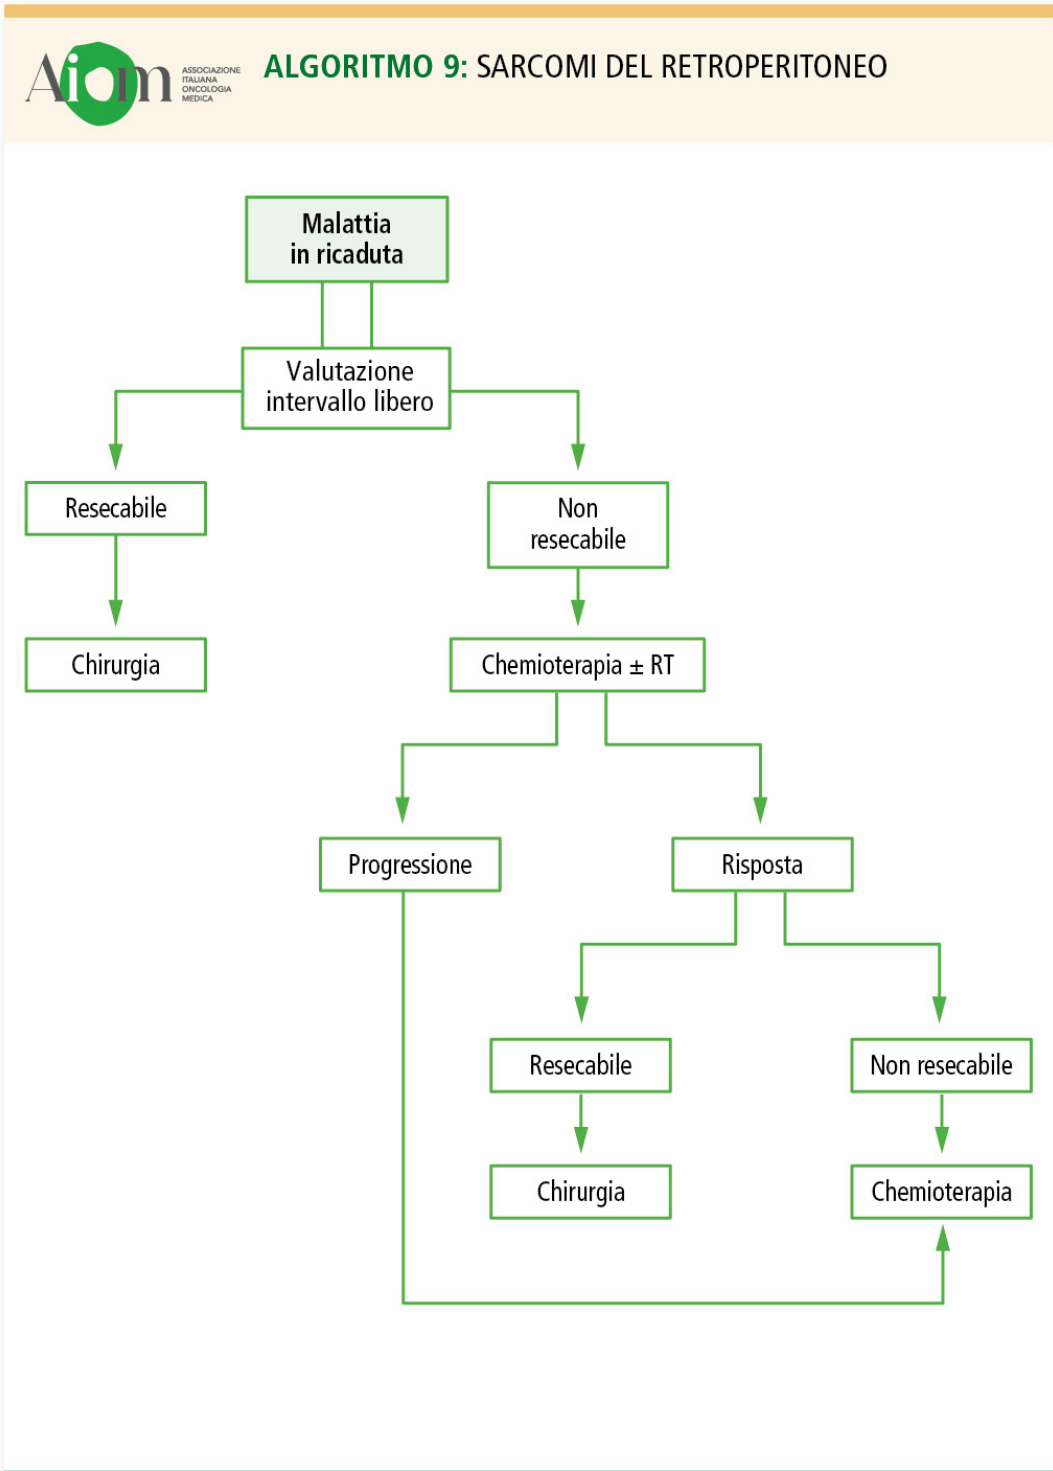 Aiom
ASSOCIAZIONE
ITALIANA
ONCOLOGIA
MEDICA
ALGORITMO 9: SARCOMI DEL RETROPERITONEO
Malattia
in ricaduta
Valutazione
intervallo libero
Resecabile
Non
resecabile
Chirurgia
Chemioterapia ± RT
Progressione
Risposta
Resecabile
Non resecabile
Chirurgia
Chemioterapia